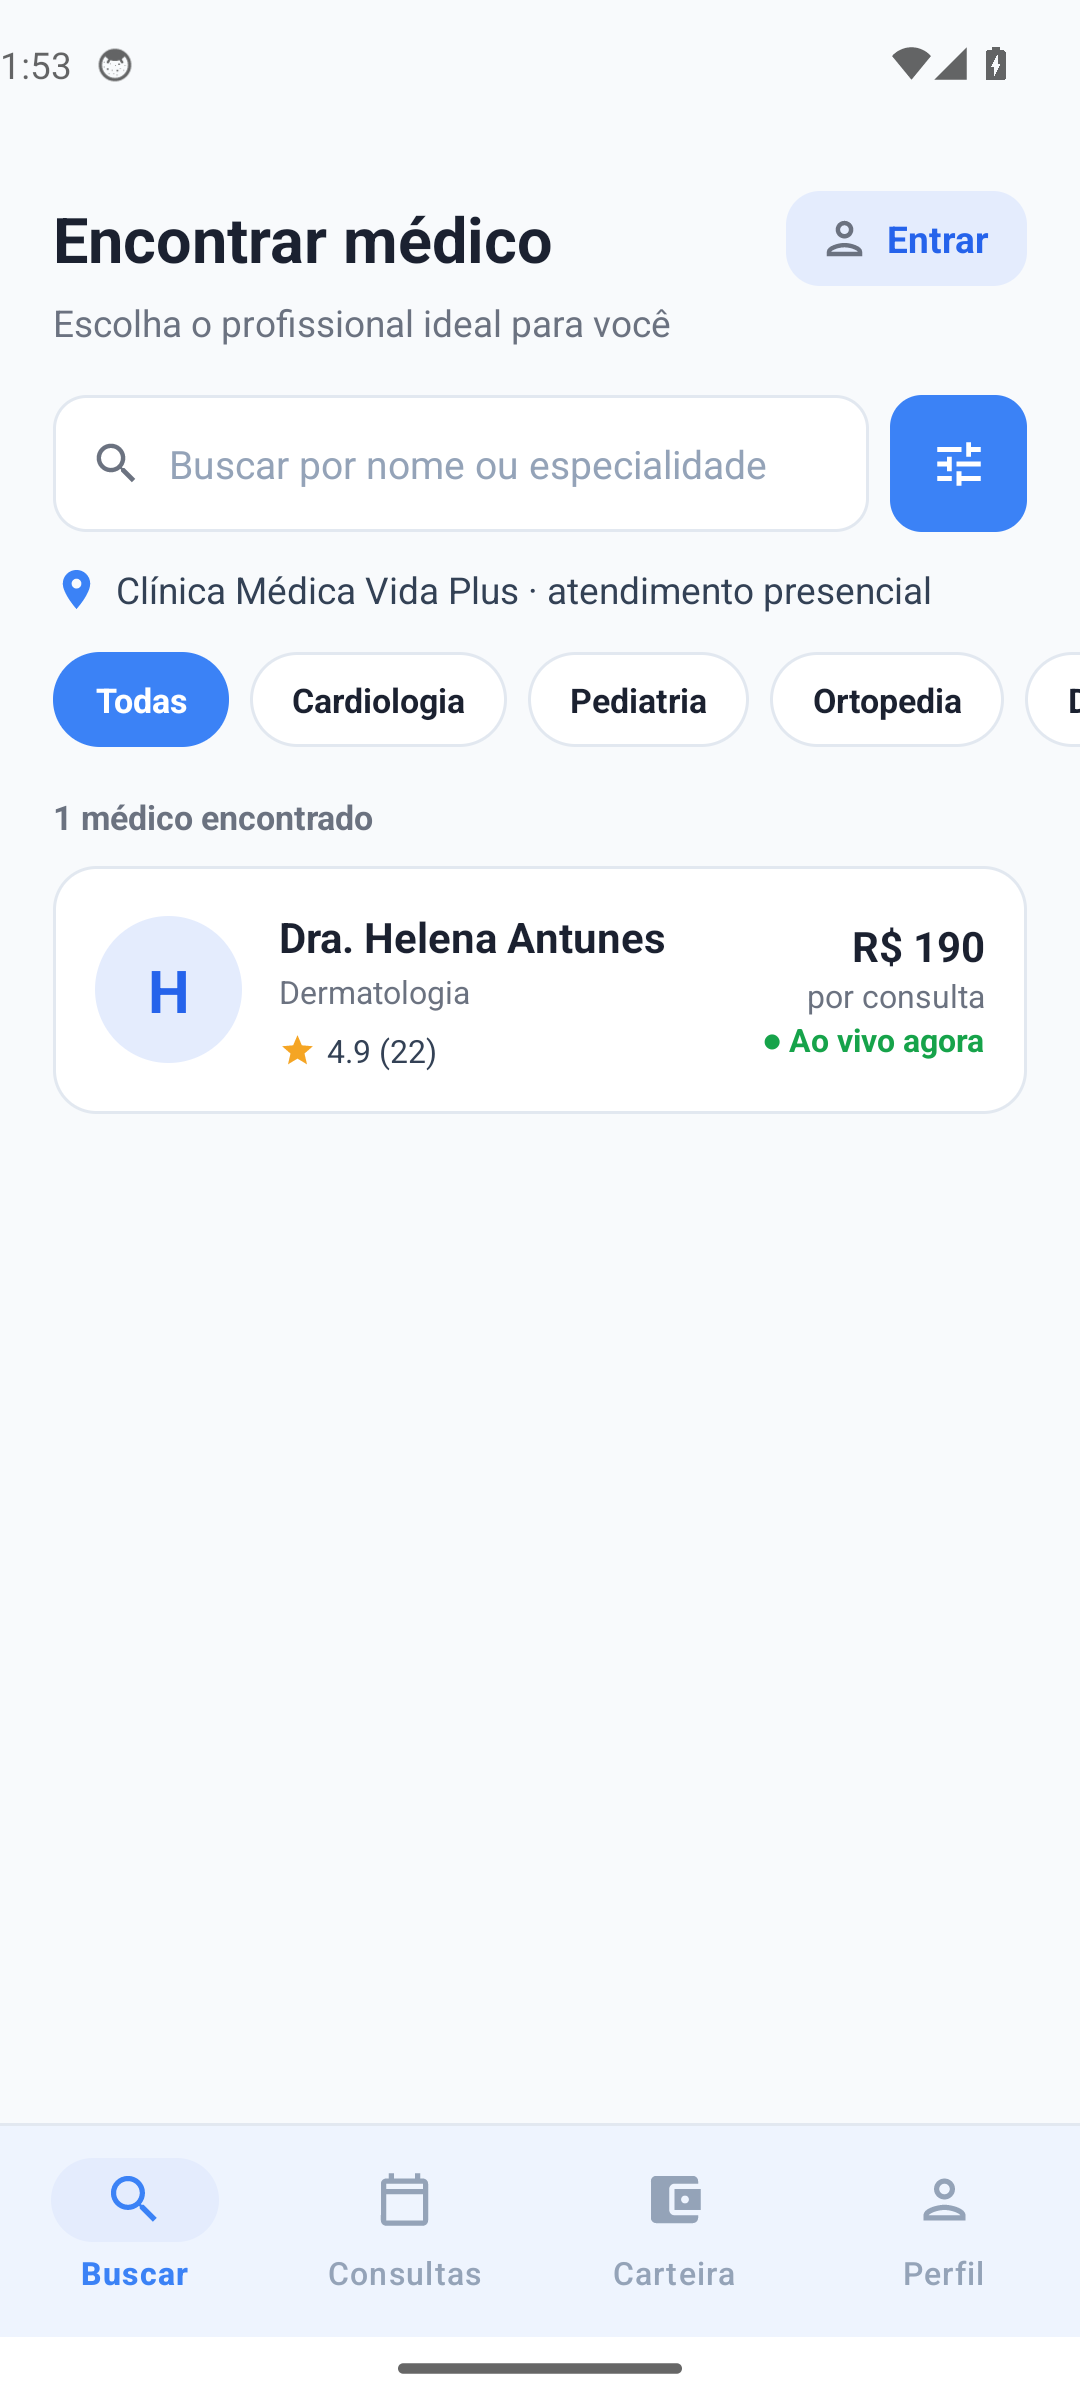 1:53
Encontrar médico
Entrar
Escolha o profissional ideal para você
Buscar por nome ou especialidade
Clínica Médica Vida Plus · atendimento presencial
Todas
Cardiologia
Pediatria
Ortopedia
1 médico encontrado
H
Dra. Helena Antunes
Dermatologia
4.9 (22)
R$ 190
por consulta
Ao vivo agora
Buscar
Consultas
Carteira
Perfil